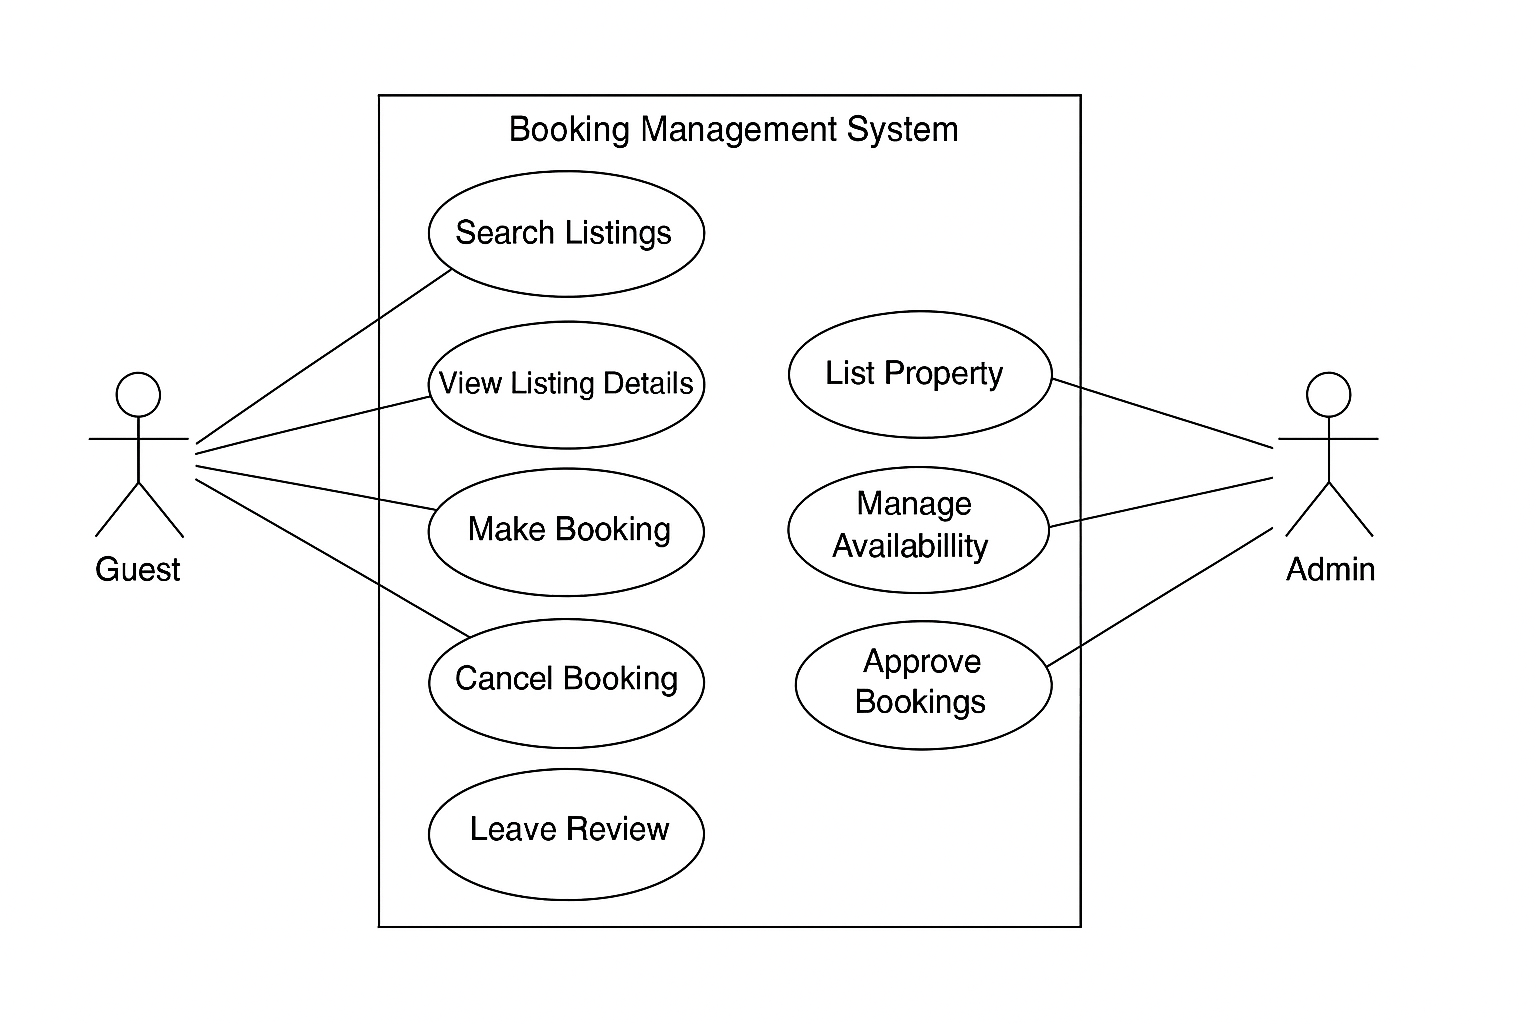 Booking Management System
Search Listings
View Listing Details
Make Booking
Cancel Booking
Leave Review
List Property
Manage
Availabillity
Approve
Bookings
Guest
Admin